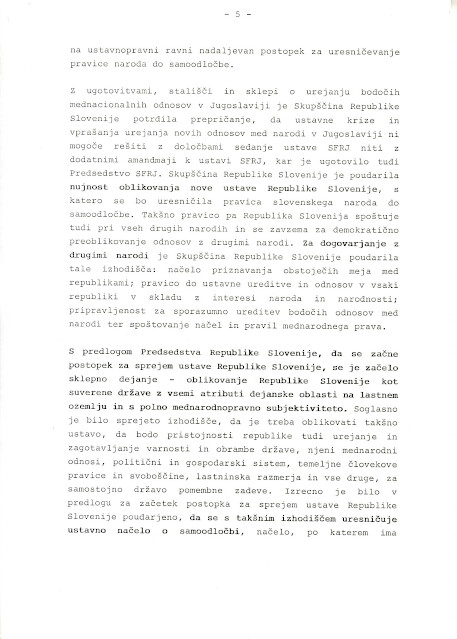 - 5 -
na ustavnopravni ravni nadaljevan postopek za uresničevanje
pravice naroda do samoodločbe.
Z ugotovitvami, stališči in sklepi o urejanju bodočih
mednacionalnih odnosov v Jugoslaviji je Skupščina Republike
Slovenije potrdila prepričanje, da ustavne krize in
vprašanja urejanja novih odnosov med narodi v Jugoslaviji ni
mogoče rešiti z določbami sedanje ustave SFRJ niti z
dodatnimi amandmaji k ustavi SFRJ, kar je ugotovilo tudi
Predsedstvo SFRJ. Skupščina Republike Slovenije je poudarila
nujnost oblikovanja nove ustave Republike Slovenije, s
katero se bo uresničila pravica slovenskega naroda do
samoodločbe. Takšno pravico pa Republika Slovenija spoštuje
tudi pri vseh drugih narodih in se zavzema za demokratično
preoblikovanje odnosov z drugimi narodi. Za dogovarjanje z
drugimi narodi je Skupščina Republike Slovenije poudarila
tale izhodišča: načelo priznavanja obstoječih meja med
republikami; pravico do ustavne ureditve in odnosov v vsaki
republiki v skladu z interesi naroda in narodnosti;
pripravljenost za sporazumno ureditev bodočih odnosov med
narodi ter spoštovanje načel in pravil mednarodnega prava.
S predlogom Predsedstva Republike Slovenije, da se začne
postopek za sprejem ustave Republike Slovenije, se je začelo
sklepno dejanje - oblikovanje Republike Slovenije kot
suverene države z vsemi atributi dejanske oblasti na lastnem
ozemlju in s polno mednarodnopravno subjektiviteto. Soglasno
je bilo sprejeto izhodišče, da je treba oblikovati takšno
ustavo, da bodo pristojnosti republike tudi urejanje in
zagotavljanje varnosti in obrambe države, njeni mednarodni
odnosi, politični in gospodarski sistem, temeljne človekove
pravice in svoboščine, lastninska razmerja in vse druge, za
samostojno državo pomembne zadeve. Izrecno je bilo v
predlogu za začetek postopka za sprejem ustave Republike
Slovenije poudarjeno, da se s takšnim izhodiščem uresničuje
ustavno načelo o samoodločbi, načelo, po katerem ima